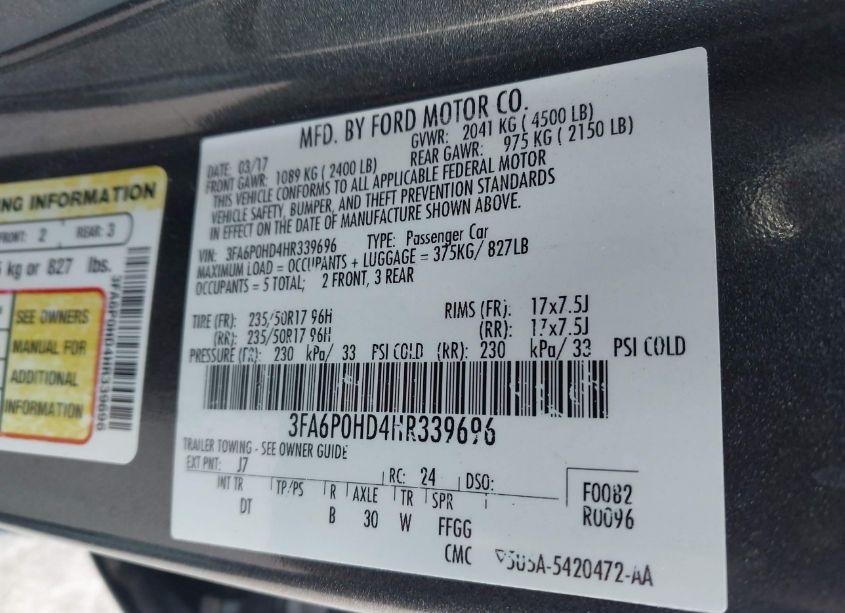 NG INFORMATION
FRONT: 2 REAR: 3
kg or 827 lbs.
SEE OWNERS
MANUAL FOR
ADDITIONAL
INFORMATION
3FA6P0HD4HR339696
MFD. BY FORD MOTOR CO.
DATE: 03/17 GVWR: 2041 KG ( 4500 LB)
FRONT GAWR: 1089 KG ( 2400 LB) REAR GAWR: 975 KG ( 2150 LB)
THIS VEHICLE CONFORMS TO ALL APPLICABLE FEDERAL MOTOR
VEHICLE SAFETY, BUMPER, AND THEFT PREVENTION STANDARDS
IN EFFECT ON THE DATE OF MANUFACTURE SHOWN ABOVE.
VIN: 3FA6P0HD4HR339696 TYPE: Passenger Car
MAXIMUM LOAD = OCCUPANTS + LUGGAGE = 375KG/ 827LB
OCCUPANTS = 5 TOTAL; 2 FRONT, 3 REAR
TIRE (FR): 235/50R17 96H RIMS (FR): 17x7.5J
(RR): 235/50R17 96H (RR): 17x7.5J
PRESSURE (FR): 230 kPa/ 33 PSI COLD (RR): 230 kPa/ 33 PSI COLD
3FA6P0HD4HR339696
TRAILER TOWING - SEE OWNER GUIDE
EXT PNT: J7 RC: 24 DSO:
INT TR TP/PS R AXLE TR SPR
DT B 30 W FFGG
CMC
F0082
R0096
5U5A-5420472-AA